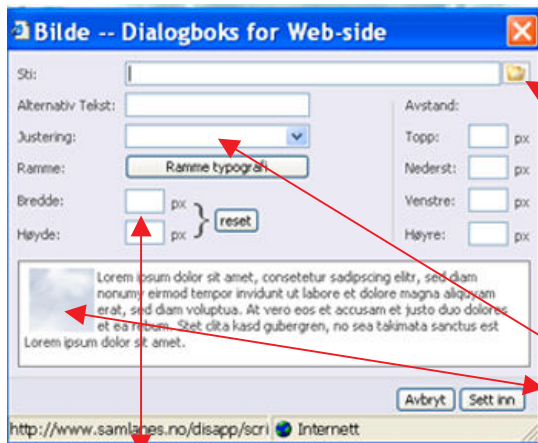 Bilde -- Dialogboks for Web-side
Sti:
Alternativ Tekst:
Avstand:
Justering:
Topp: px
Ramme: Ramme typografi
Nederst: px
Bredde: px
Venstre: px
reset
Høyde: px
Høyre: px
Lorem ipsum dolor sit amet, consetetur sadipscing elitr, sed diam
nonumy eirmod tempor invidunt ut labore et dolore magna aliquyam
erat, sed diam voluptua. At vero eos et accusam et justo duo dolores
et ea rebum. Stet clita kasd gubergren, no sea takimata sanctus est
Lorem ipsum dolor sit amet.
Avbryt Sett inn
http://www.samlanes.no/disapp/scri Internett